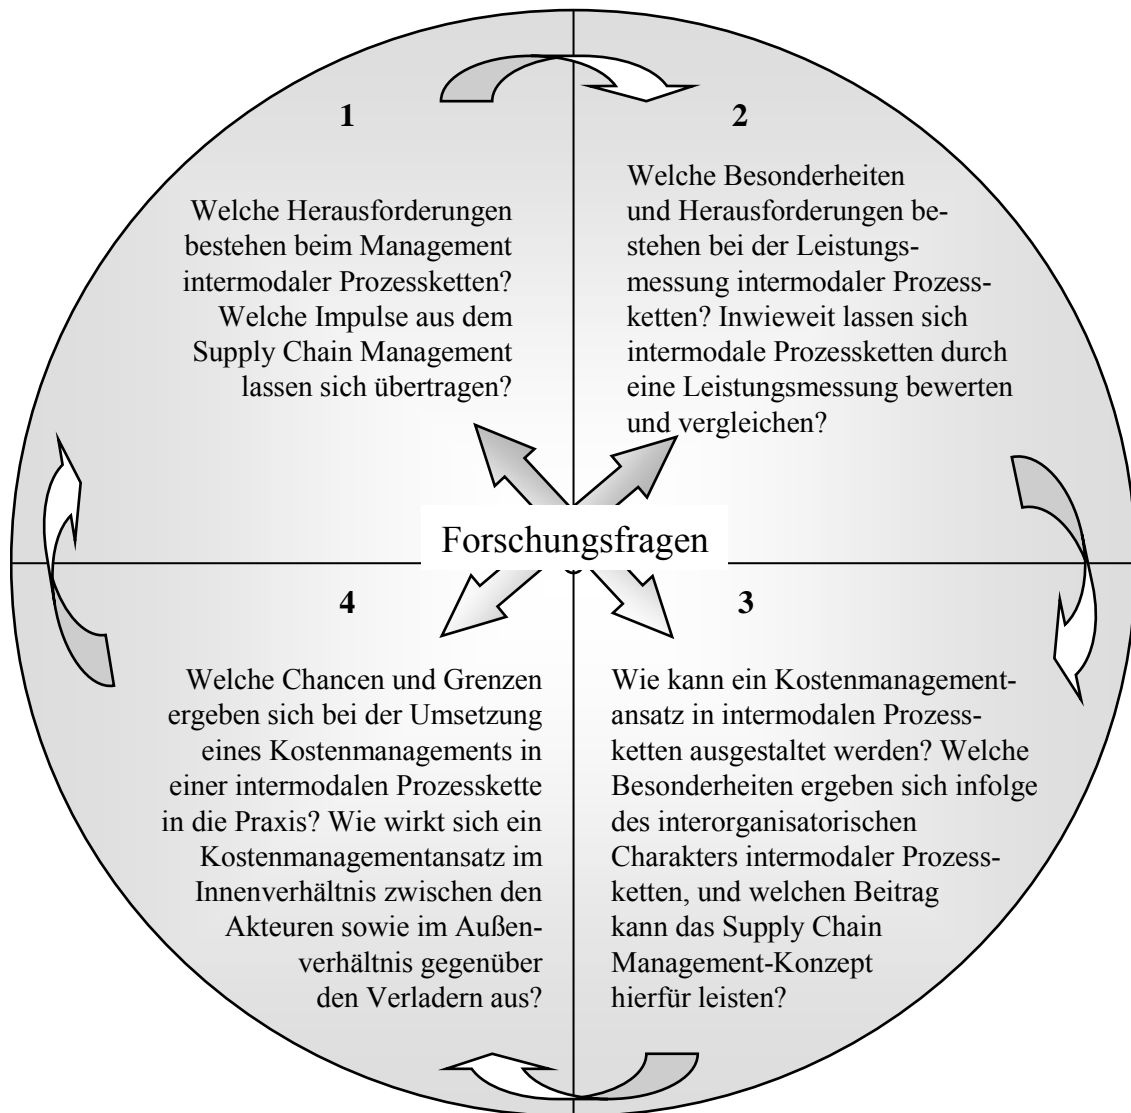 1
Welche Herausforderungen
bestehen beim Management
intermodaler Prozessketten?
Welche Impulse aus dem
Supply Chain Management
lassen sich übertragen?
2
Welche Besonderheiten
und Herausforderungen be-
stehen bei der Leistungs-
messung intermodaler Prozess-
ketten? Inwieweit lassen sich
intermodale Prozessketten durch
eine Leistungsmessung bewerten
und vergleichen?
Forschungsfragen
3
Wie kann ein Kostenmanagement-
ansatz in intermodalen Prozess-
ketten ausgestaltet werden? Welche
Besonderheiten ergeben sich infolge
des interorganisatorischen
Charakters intermodaler Prozess-
ketten, und welchen Beitrag
kann das Supply Chain
Management-Konzept
hierfür leisten?
4
Welche Chancen und Grenzen
ergeben sich bei der Umsetzung
eines Kostenmanagements in
einer intermodalen Prozesskette
in die Praxis? Wie wirkt sich ein
Kostenmanagementansatz im
Innenverhältnis zwischen den
Akteuren sowie im Außen-
verhältnis gegenüber
den Verladern aus?